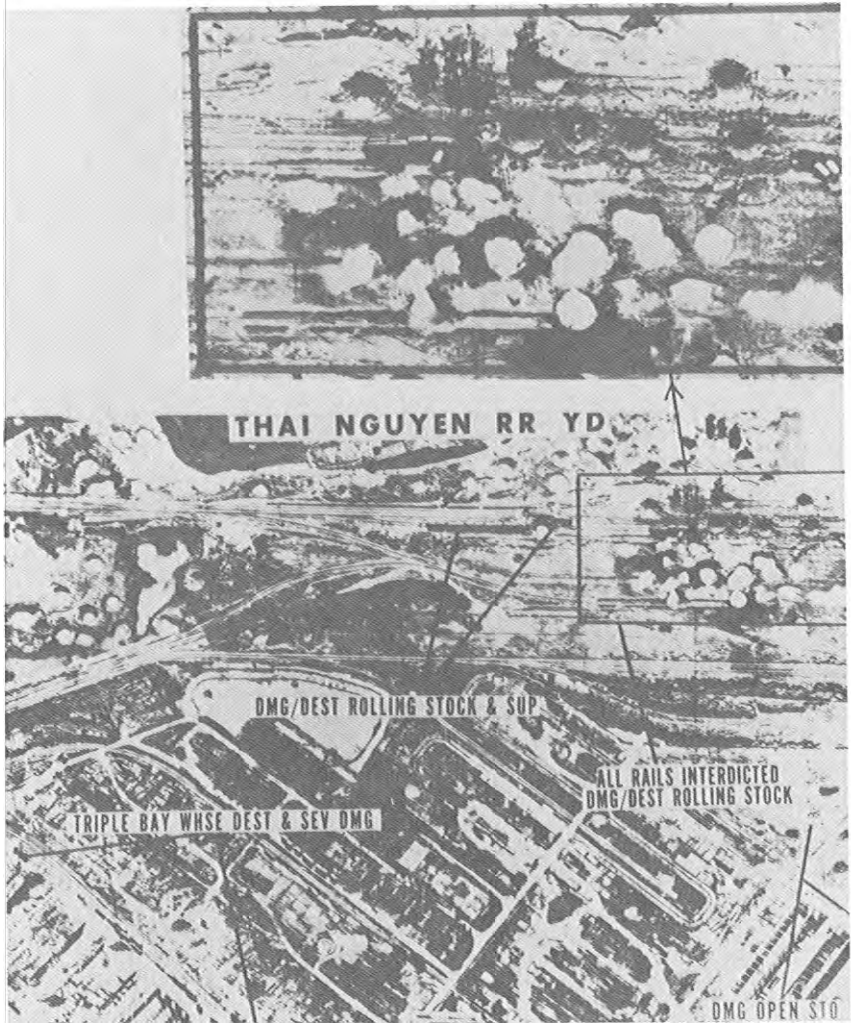 THAI NGUYEN RR YD
DMG/DEST ROLLING STOCK & SUP
ALL RAILS INTERDICTED
DMG/DEST ROLLING STOCK
TRIPLE BAY WHSE DEST & SEV DMG
DMG OPEN STO